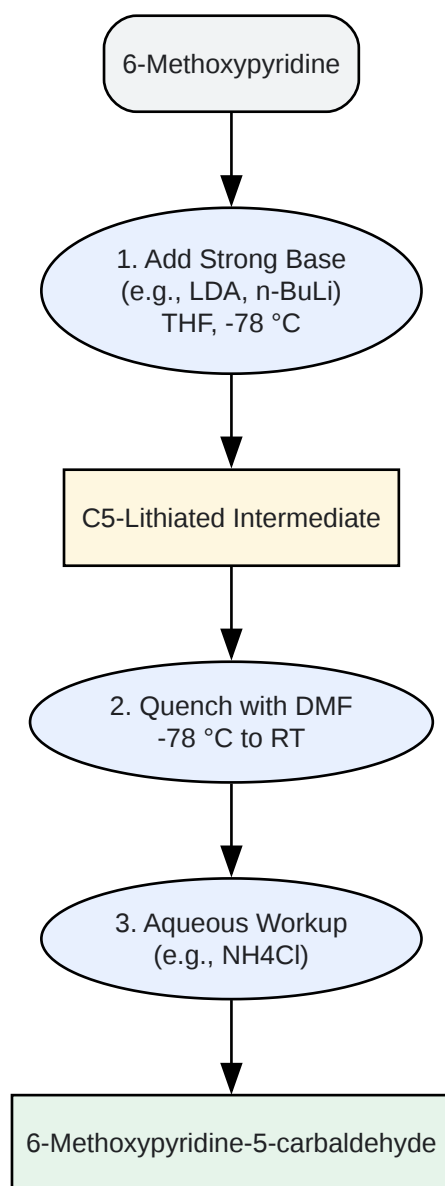 6-Methoxypyridine
1. Add Strong Base
(e.g., LDA, n-BuLi)
THF, -78 °C
C5-Lithiated Intermediate
2. Quench with DMF
-78 °C to RT
3. Aqueous Workup
(e.g., NH4Cl)
6-Methoxypyridine-5-carbaldehyde